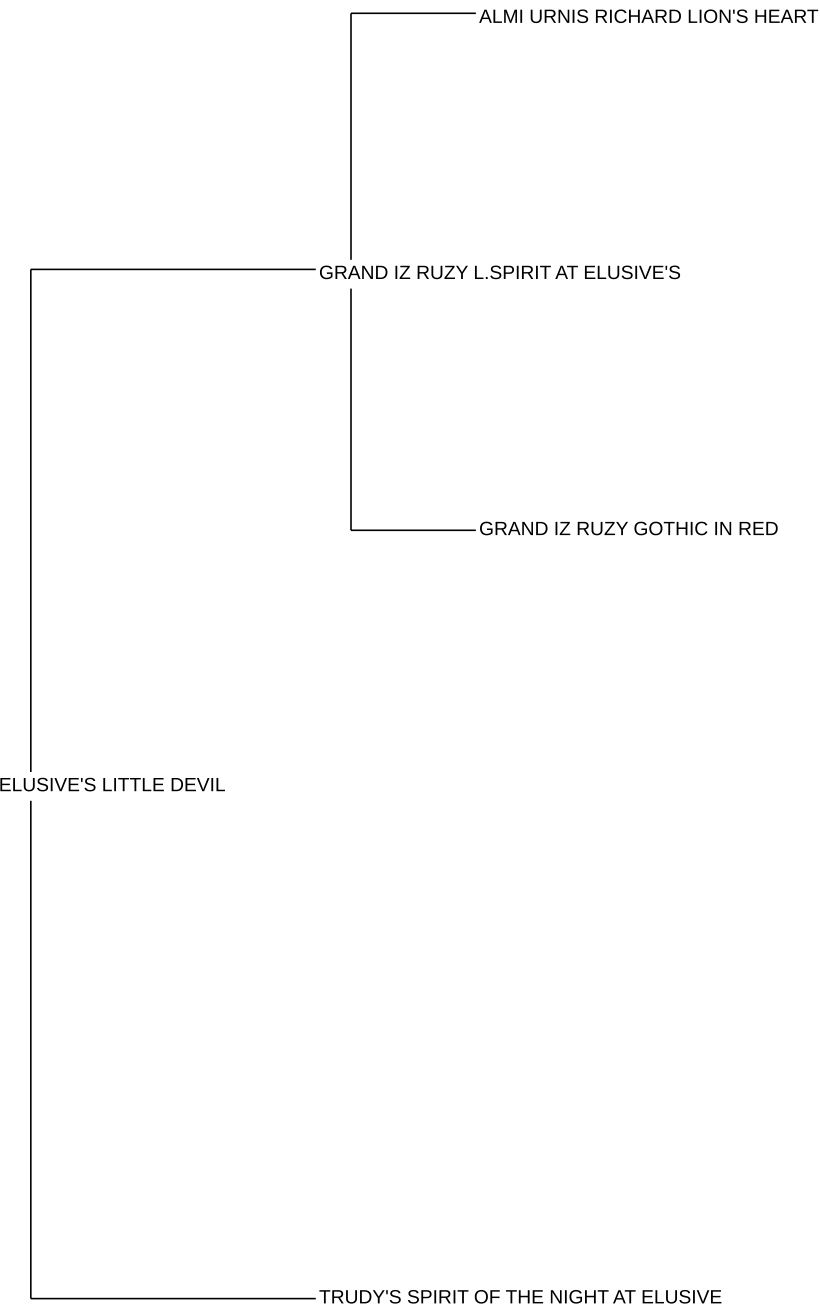 ALMI URNIS RICHARD LION'S HEART
GRAND IZ RUZY L.SPIRIT AT ELUSIVE'S
GRAND IZ RUZY GOTHIC IN RED
ELUSIVE'S LITTLE DEVIL
TRUDY'S SPIRIT OF THE NIGHT AT ELUSIVE